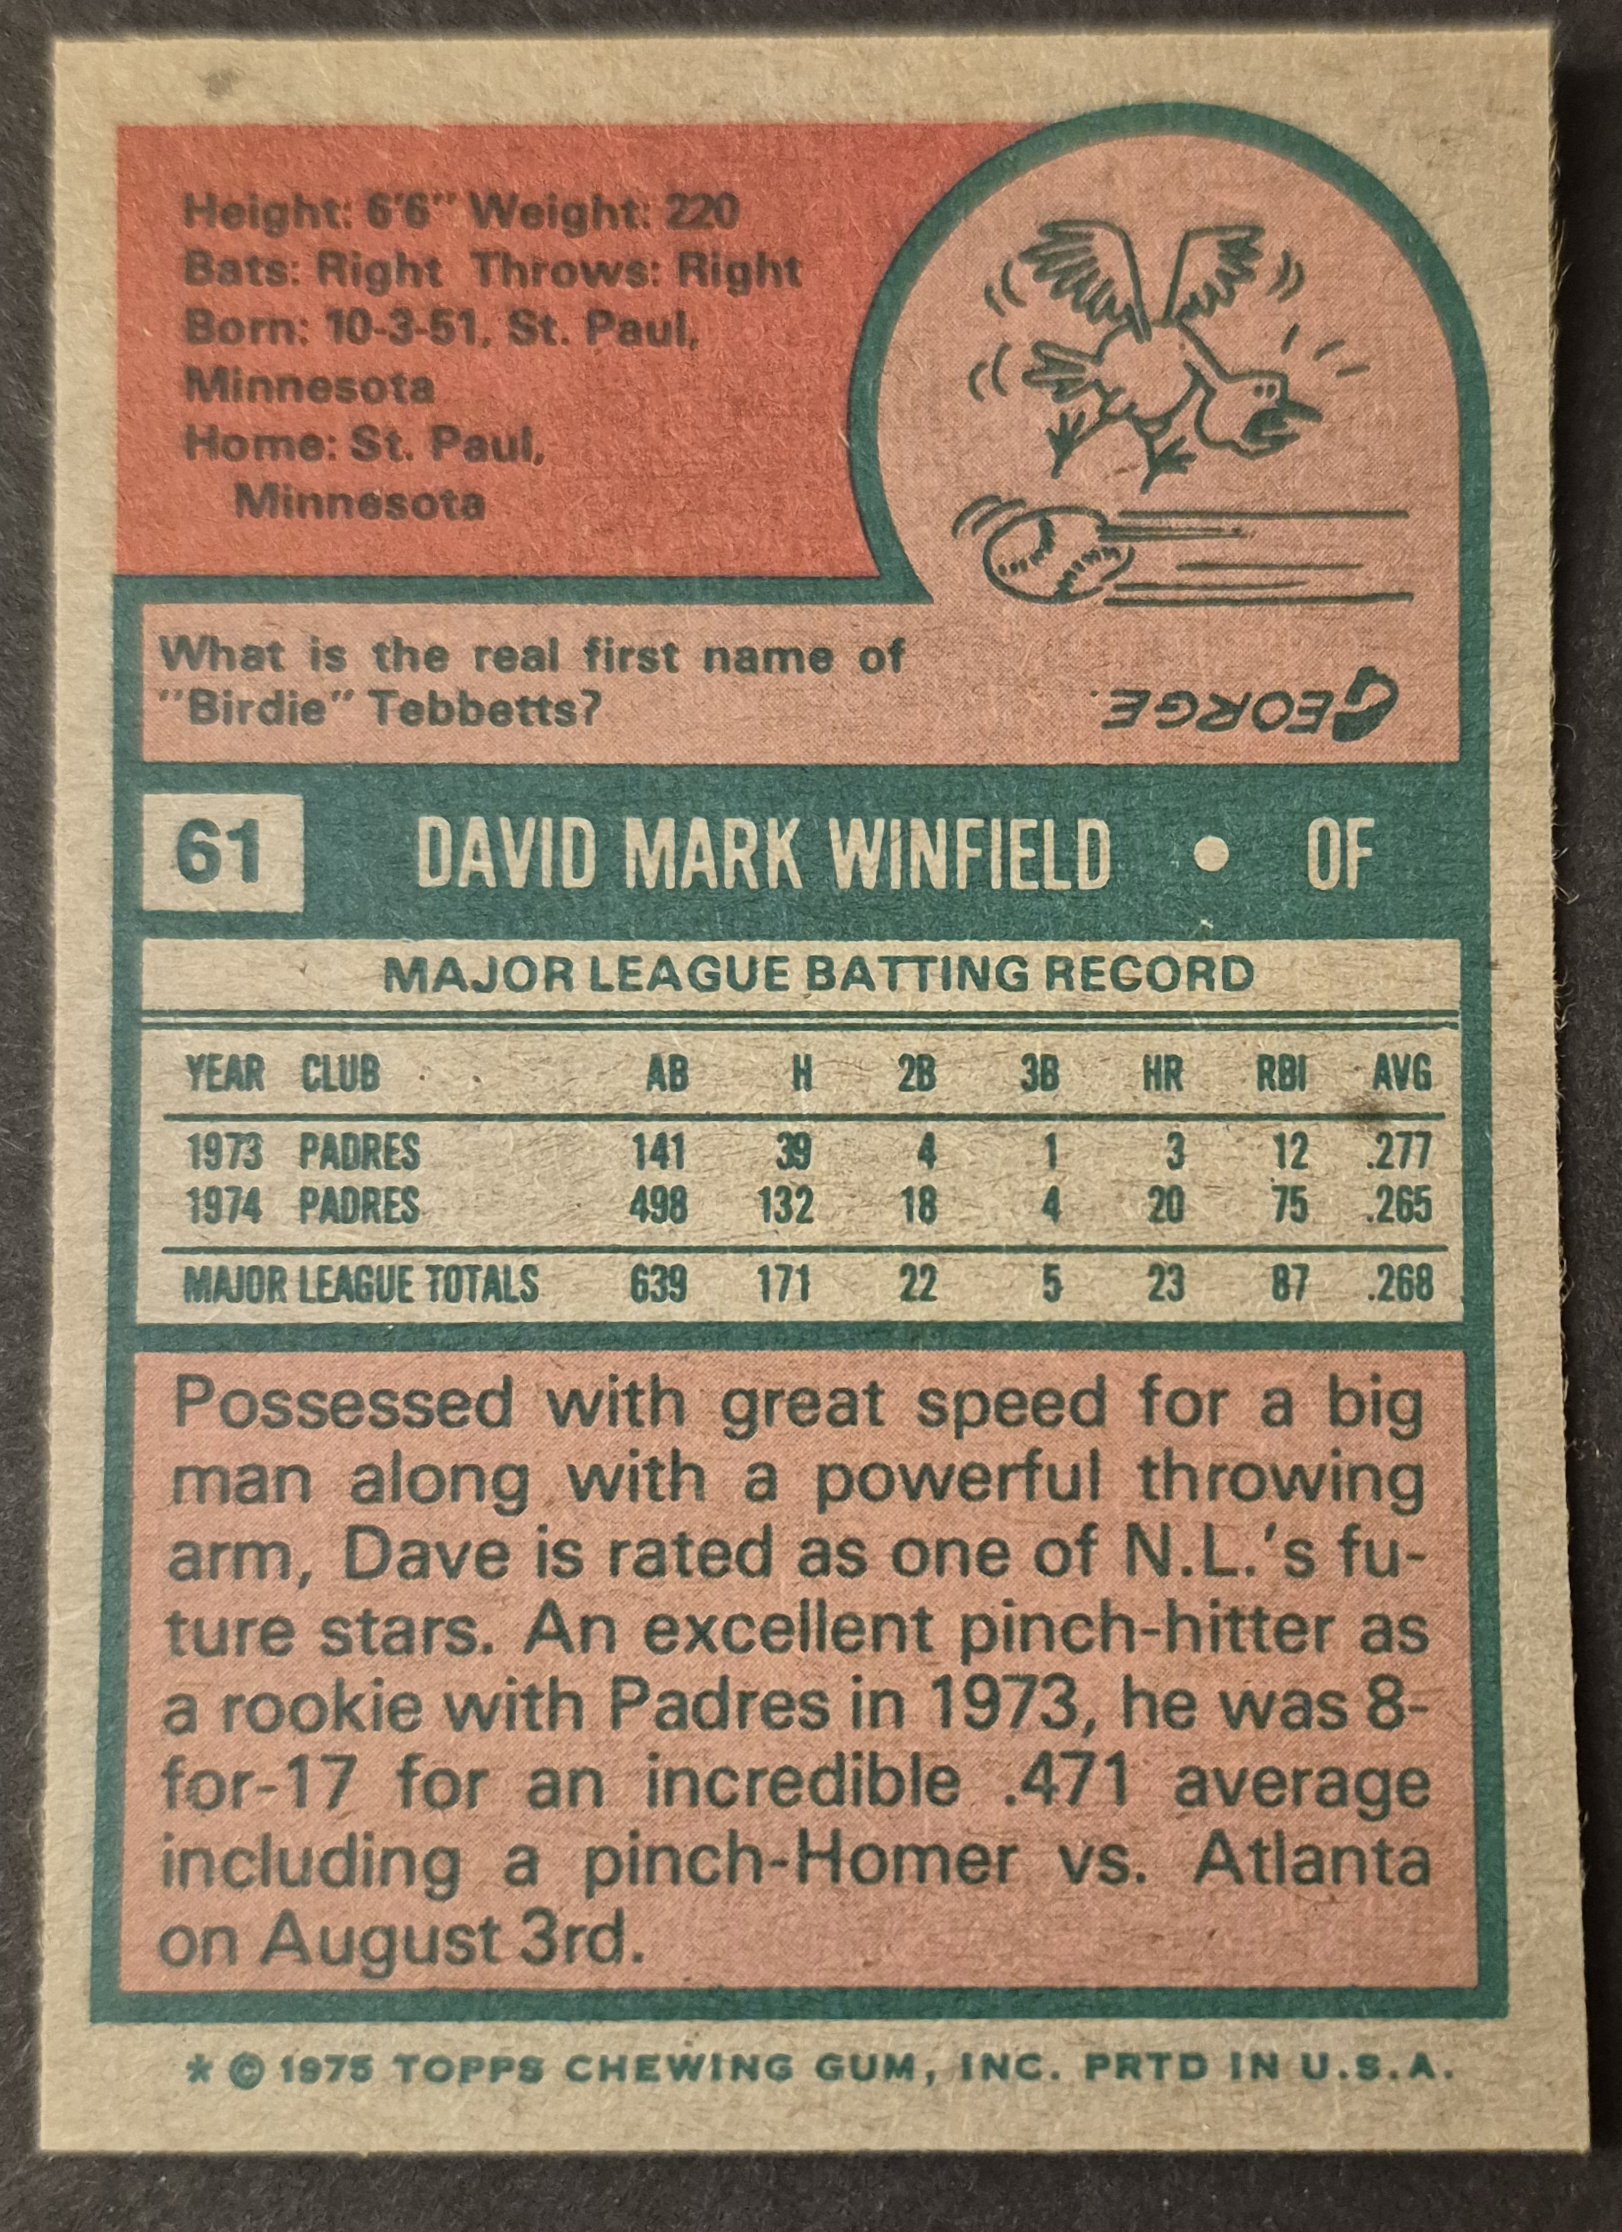 Height: 6'6" Weight: 220
Bats: Right Throws: Right
Born: 10-3-51, St. Paul,
Minnesota
Home: St. Paul,
Minnesota
What is the real first name of
"Birdie" Tebbetts?
GEORGE.
61 DAVID MARK WINFIELD • OF
MAJOR LEAGUE BATTING RECORD
YEAR CLUB AB H 2B 3B HR RBI AVG
1973 PADRES 141 39 4 1 3 12 .277
1974 PADRES 498 132 18 4 20 75 .265
MAJOR LEAGUE TOTALS 639 171 22 5 23 87 .268
Possessed with great speed for a big
man along with a powerful throwing
arm, Dave is rated as one of N.L.'s fu-
ture stars. An excellent pinch-hitter as
a rookie with Padres in 1973, he was 8-
for-17 for an incredible .471 average
including a pinch-Homer vs. Atlanta
on August 3rd.
* © 1975 TOPPS CHEWING GUM, INC. PRTD IN U.S.A.